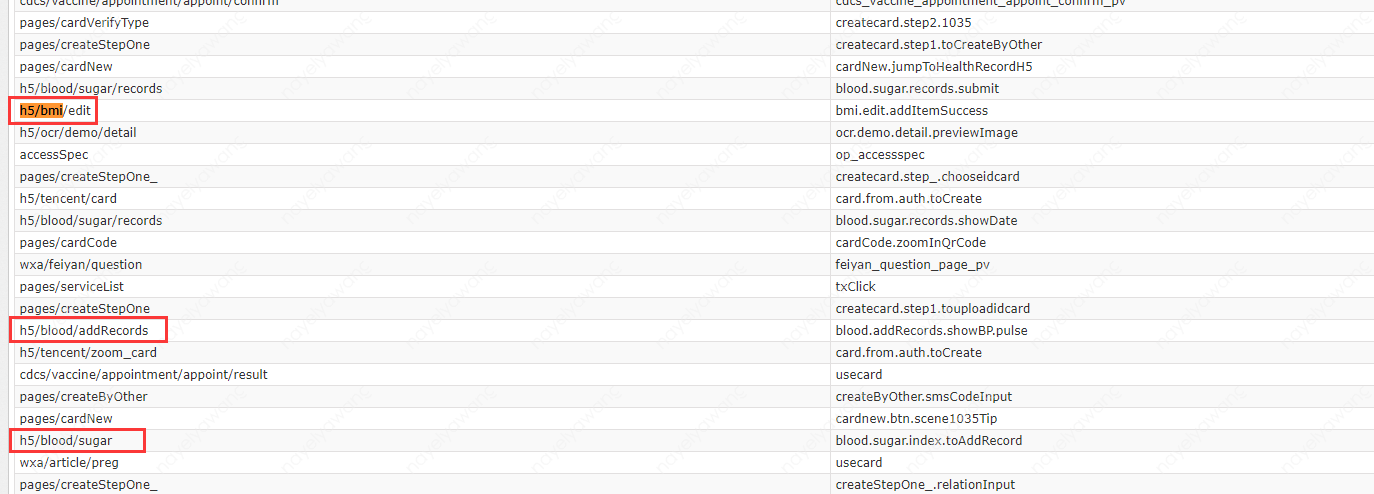 cdcs/vaccine/appointment/appoint/confirm cdcs_vaccine_appointment_appoint_confirm_pv
pages/cardVerifyType createcard.step2.1035
pages/createStepOne createcard.step1.toCreateByOther
pages/cardNew cardNew.jumpToHealthRecordH5
h5/blood/sugar/records blood.sugar.records.submit
h5/bmi/edit bmi.edit.addItemSuccess
h5/ocr/demo/detail ocr.demo.detail.previewImage
accessSpec op_accessspec
pages/createStepOne_ createcard.step_.chooseidcard
h5/tencent/card card.from.auth.toCreate
h5/blood/sugar/records blood.sugar.records.showDate
pages/cardCode cardCode.zoomInQrCode
wxa/feiyan/question feiyan_question_page_pv
pages/serviceList txClick
pages/createStepOne createcard.step1.touploadidcard
h5/blood/addRecords blood.addRecords.showBP.pulse
h5/tencent/zoom_card card.from.auth.toCreate
cdcs/vaccine/appointment/appoint/result usecard
pages/createByOther createByOther.smsCodeInput
pages/cardNew cardnew.btn.scene1035Tip
h5/blood/sugar blood.sugar.index.toAddRecord
wxa/article/preg usecard
pages/createStepOne_ createStepOne_.relationInput